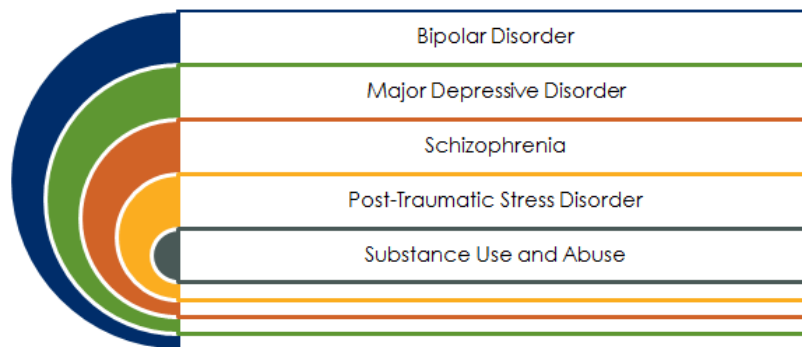 Bipolar Disorder
Major Depressive Disorder
Schizophrenia
Post-Traumatic Stress Disorder
Substance Use and Abuse